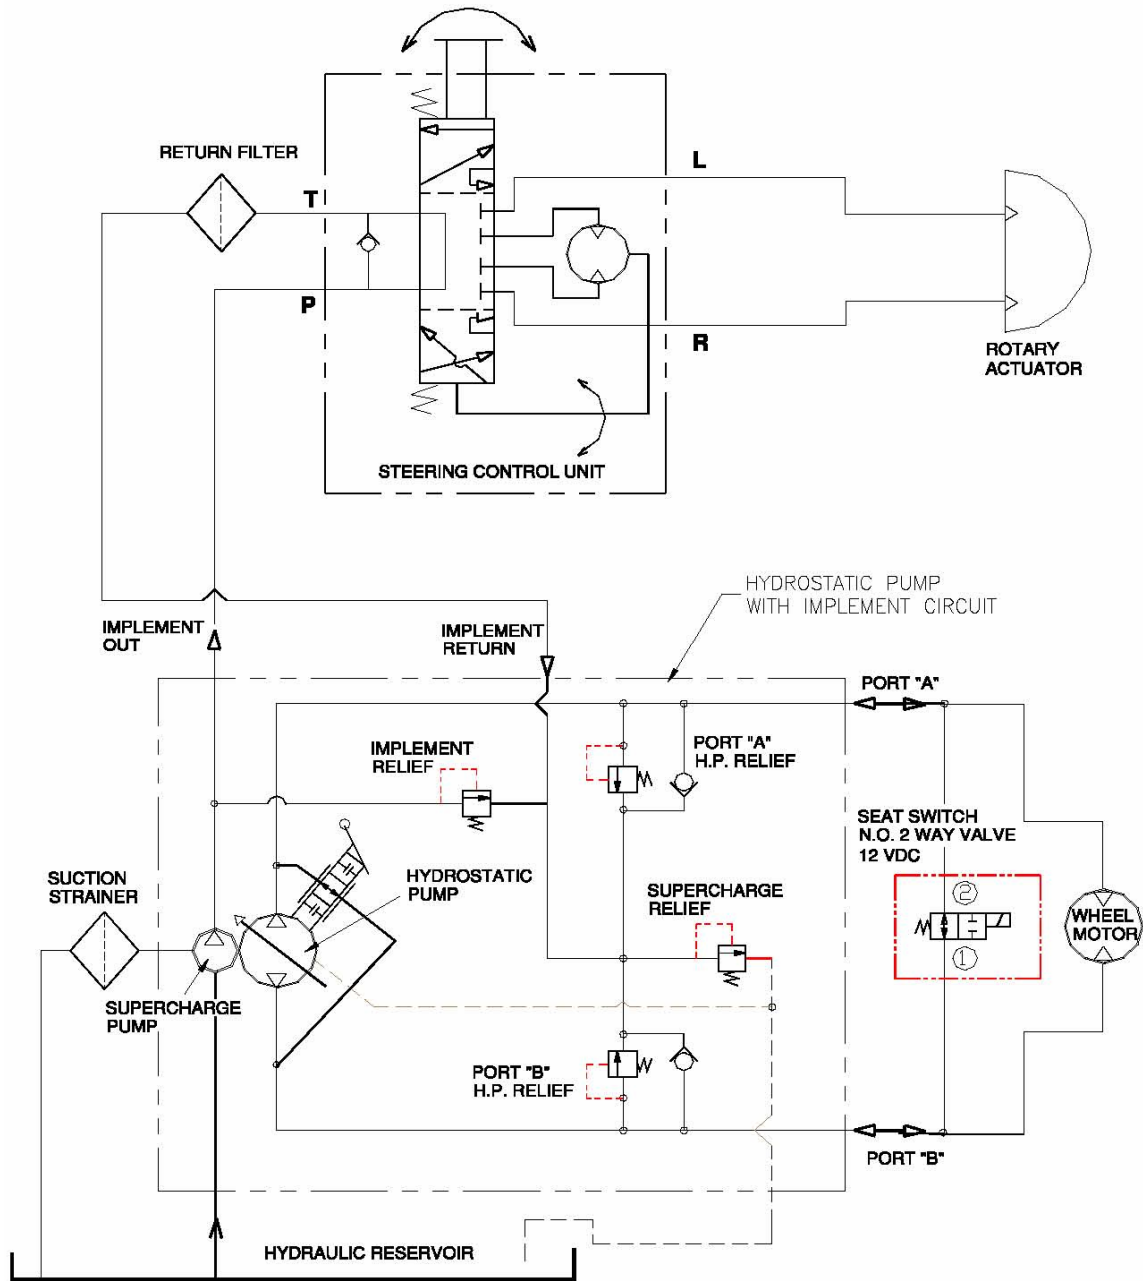 RETURN FILTER
T
P
L
R
ROTARY
ACTUATOR
STEERING CONTROL UNIT
HYDROSTATIC PUMP
WITH IMPLEMENT CIRCUIT
IMPLEMENT
OUT
IMPLEMENT
RETURN
PORT "A"
IMPLEMENT
RELIEF
PORT "A"
H.P. RELIEF
SEAT SWITCH
N.O. 2 WAY VALVE
12 VDC
SUCTION
STRAINER
HYDROSTATIC
PUMP
SUPERCHARGE
RELIEF
2
1
WHEEL
MOTOR
SUPERCHARGE
PUMP
PORT "B"
H.P. RELIEF
PORT "B"
HYDRAULIC RESERVOIR